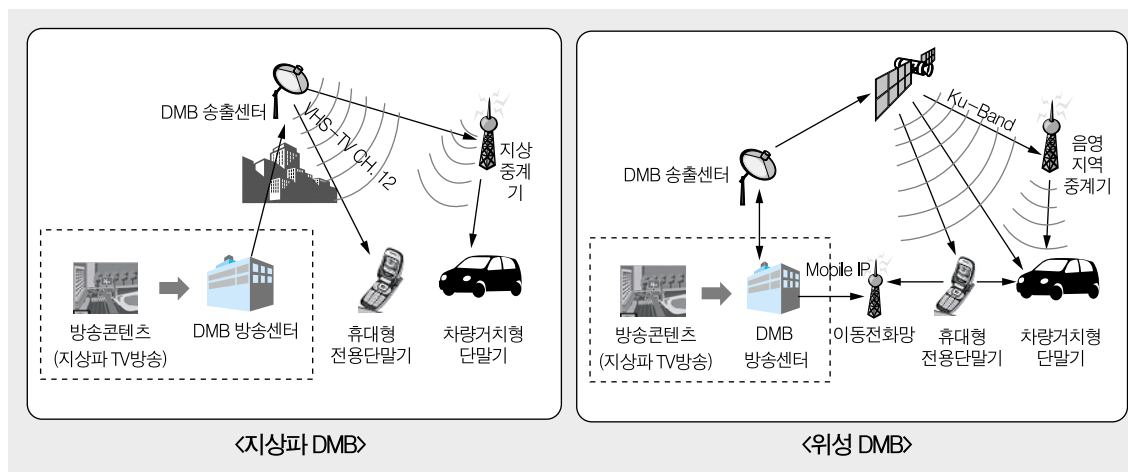 DMB 송출센터
VHS-TV CH. 12
지상
중계
기
방송콘텐츠
(지상파 TV방송)
DMB 방송센터
휴대형
전용단말기
차량거치형
단말기
<지상파 DMB>
Ku-Band
DMB 송출센터
음영
지역
중계기
Mobile IP
방송콘텐츠
(지상파 TV방송)
DMB
방송센터
이동전화망
휴대형
전용단말기
차량거치형
단말기
<위성 DMB>